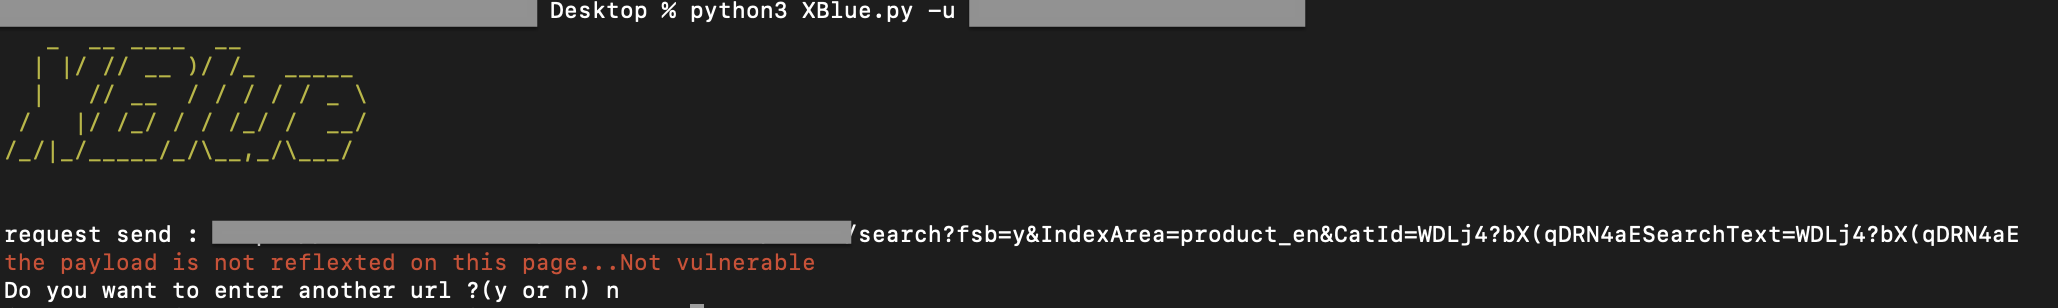 Desktop % python3 XBlue.py -u
XBlue
request send : /search?fsb=y&IndexArea=product_en&CatId=WDLj4?bX(qDRN4aESearchText=WDLj4?bX(qDRN4aE
the payload is not reflexted on this page...Not vulnerable
Do you want to enter another url ?(y or n) n